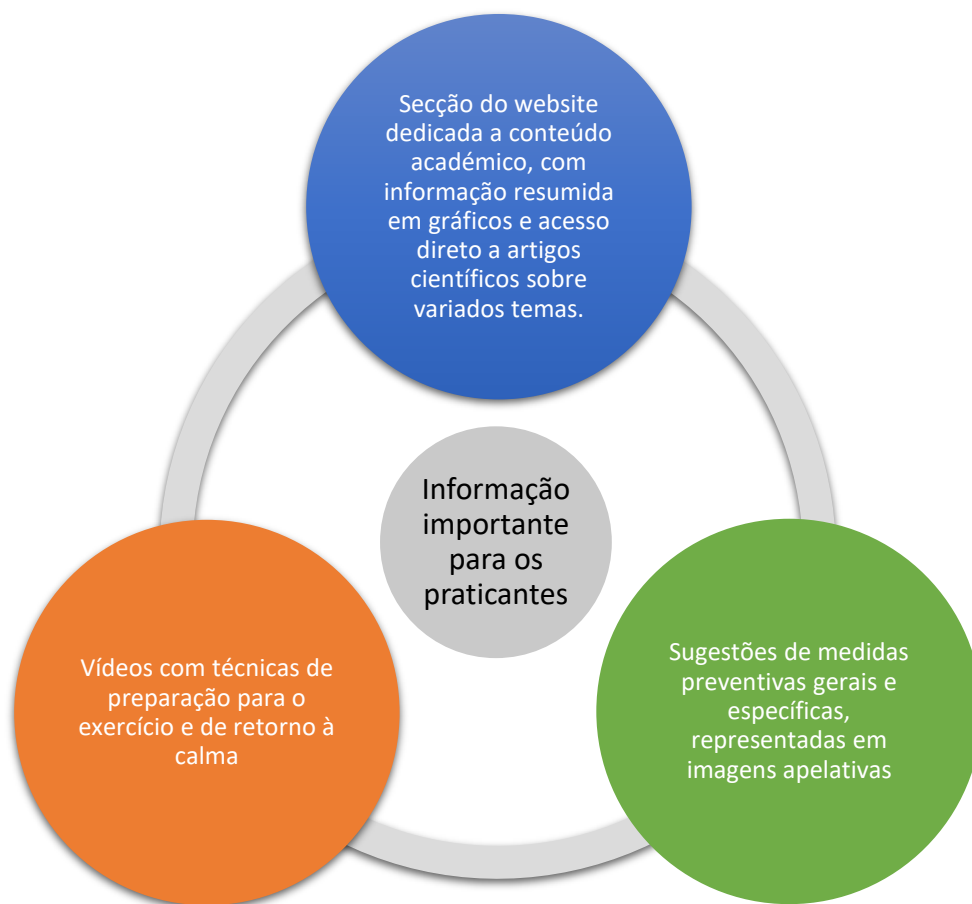 Secção do website
dedicada a conteúdo
académico, com
informação resumida
em gráficos e acesso
direto a artigos
científicos sobre
variados temas.
Informação
importante
para os
praticantes
Vídeos com técnicas de
preparação para o
exercício e de retorno à
calma
Sugestões de medidas
preventivas gerais e
específicas,
representadas em
imagens apelativas